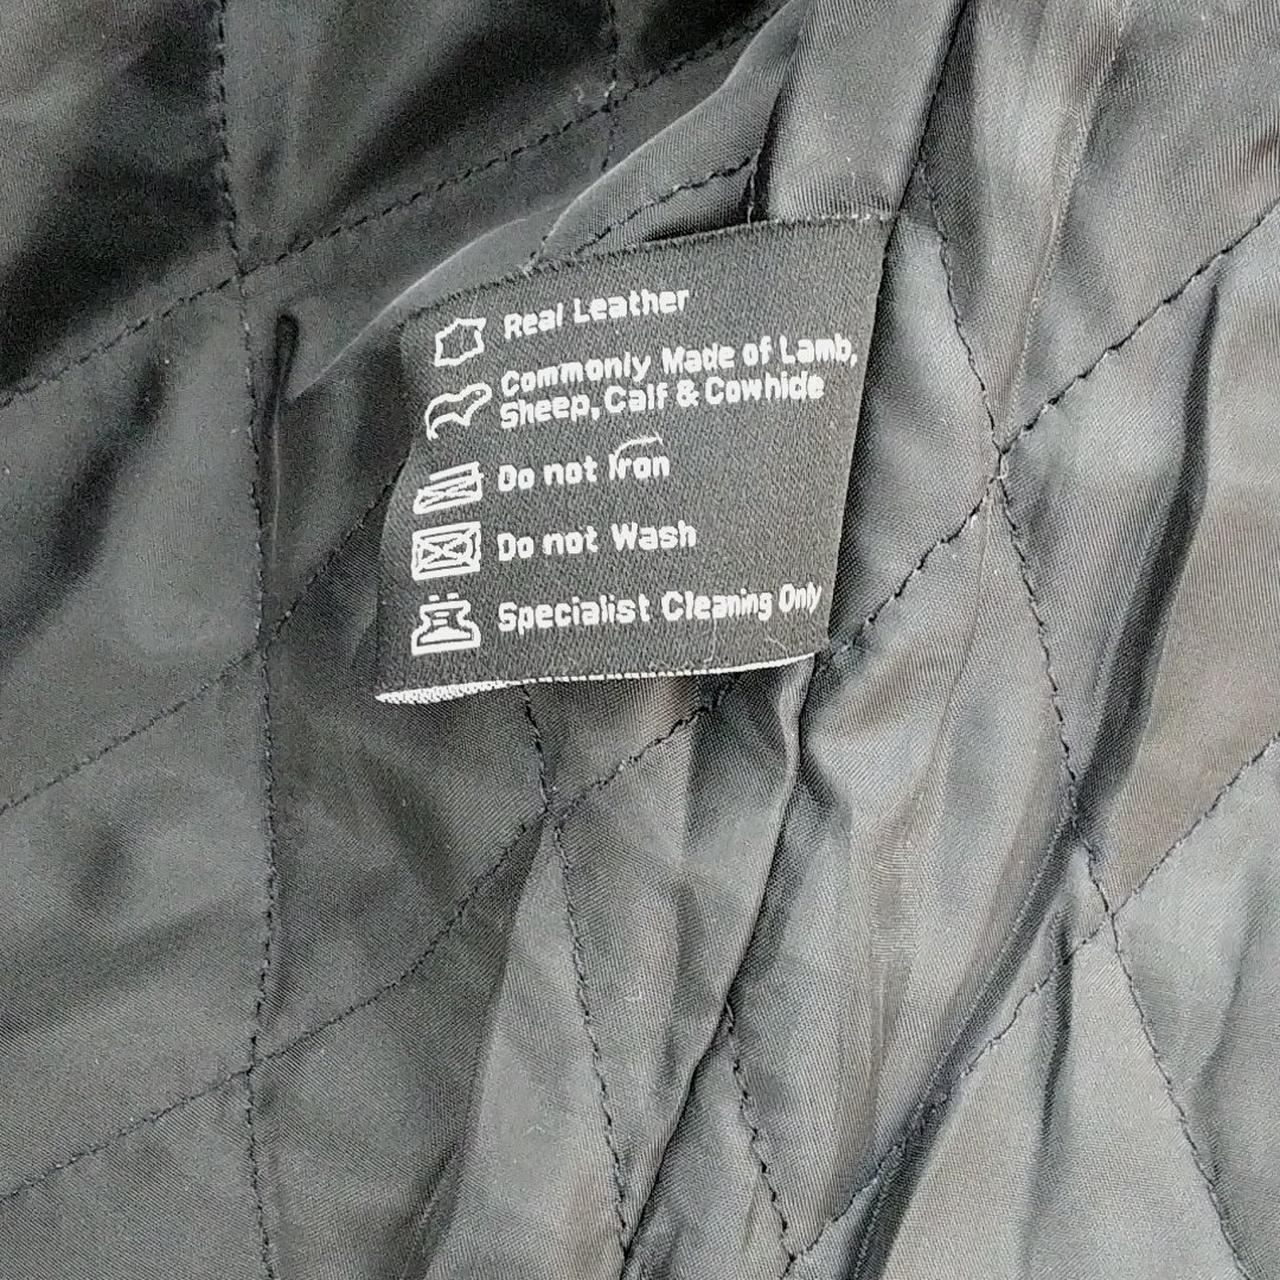 Real Leather
Commonly Made of Lamb,
Sheep, Calf & Cowhide
Do not Iron
Do not Wash
Specialist Cleaning Only